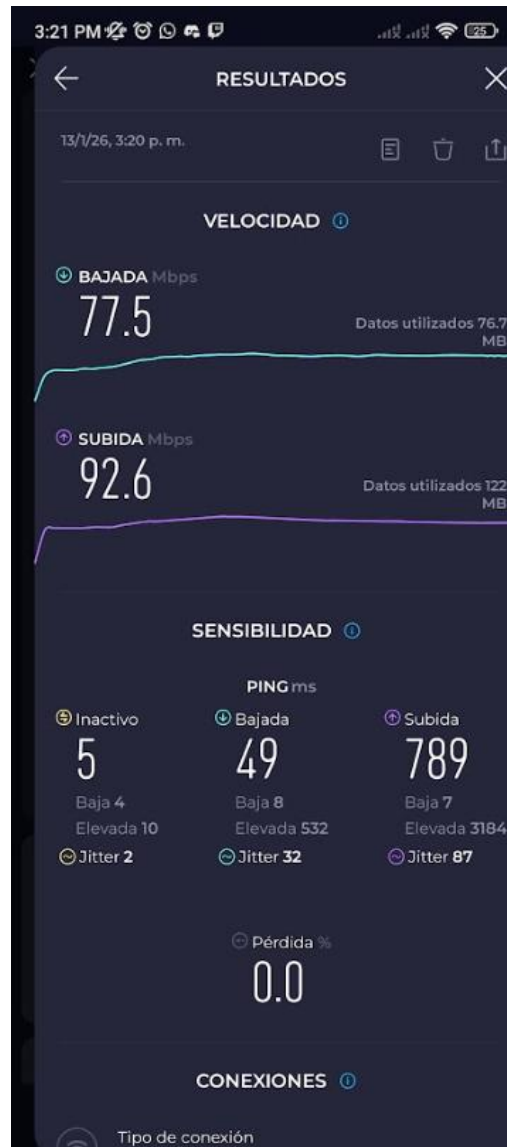 3:21 PM 25
RESULTADOS
13/1/26, 3:20 p. m.
VELOCIDAD
BAJADA Mbps
77.5
Datos utilizados 76.7
MB
SUBIDA Mbps
92.6
Datos utilizados 122
MB
SENSIBILIDAD
PING ms
Inactivo Bajada Subida
5 49 789
Baja 4 Baja 8 Baja 7
Elevada 10 Elevada 532 Elevada 3184
Jitter 2 Jitter 32 Jitter 87
Pérdida %
0.0
CONEXIONES
Tipo de conexión